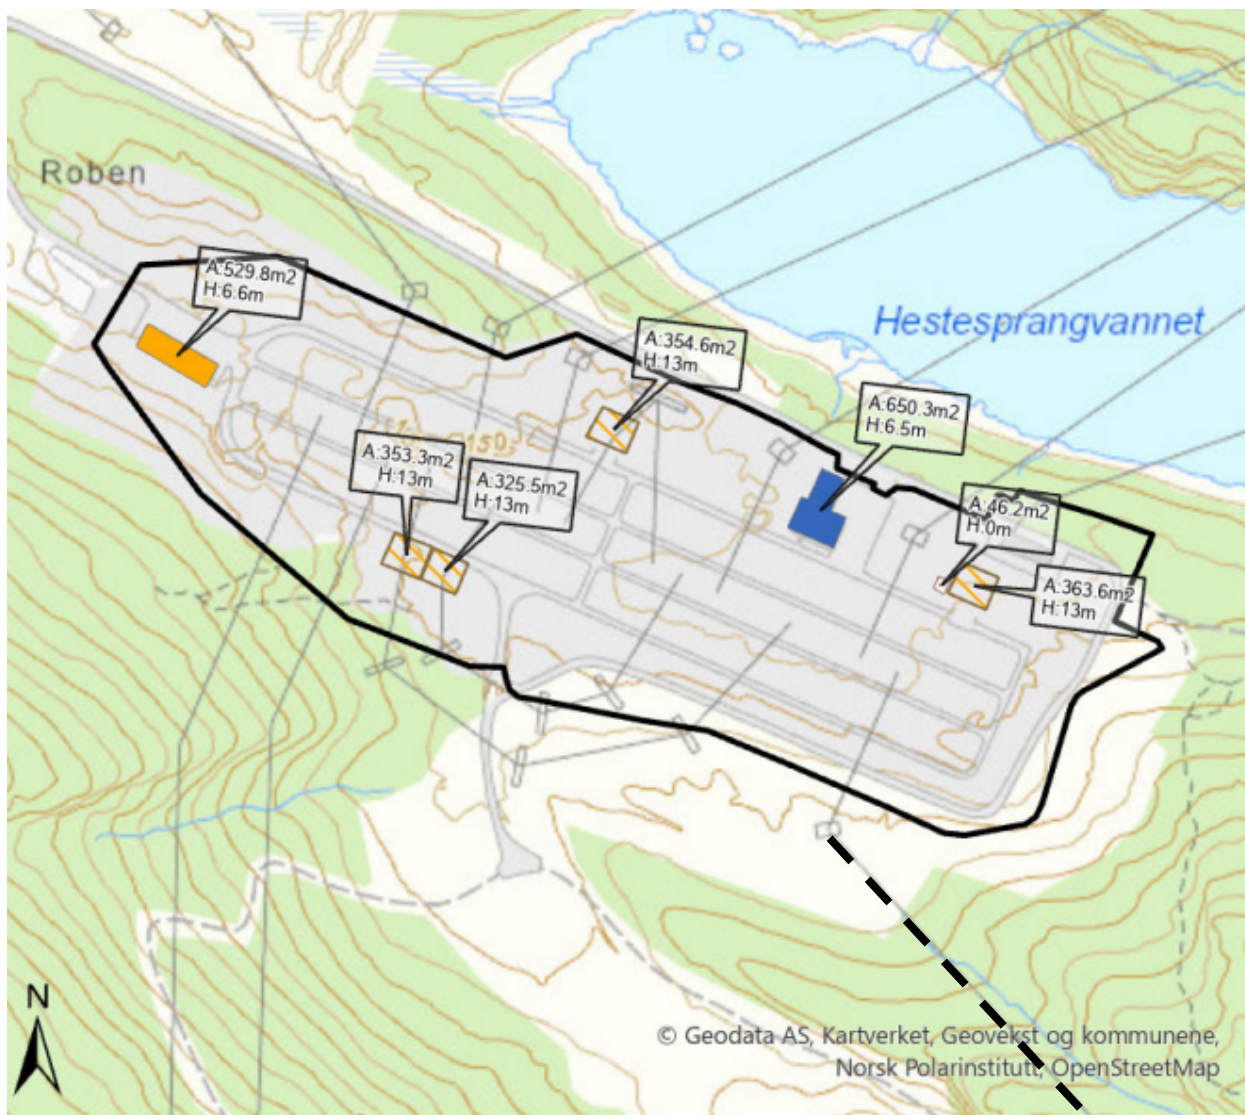 Roben
A:529.8m2
H:6.6m
Hestesprangvannet
A:354.6m2
H:13m
A:650.3m2
H:6.5m
A:353.3m2
H:13m
A:325.5m2
H:13m
A:46.2m2
H:0m
A:363.6m2
H:13m
N
© Geodata AS, Kartverket, Geovekst og kommunene,
Norsk Polarinstitutt, OpenStreetMap